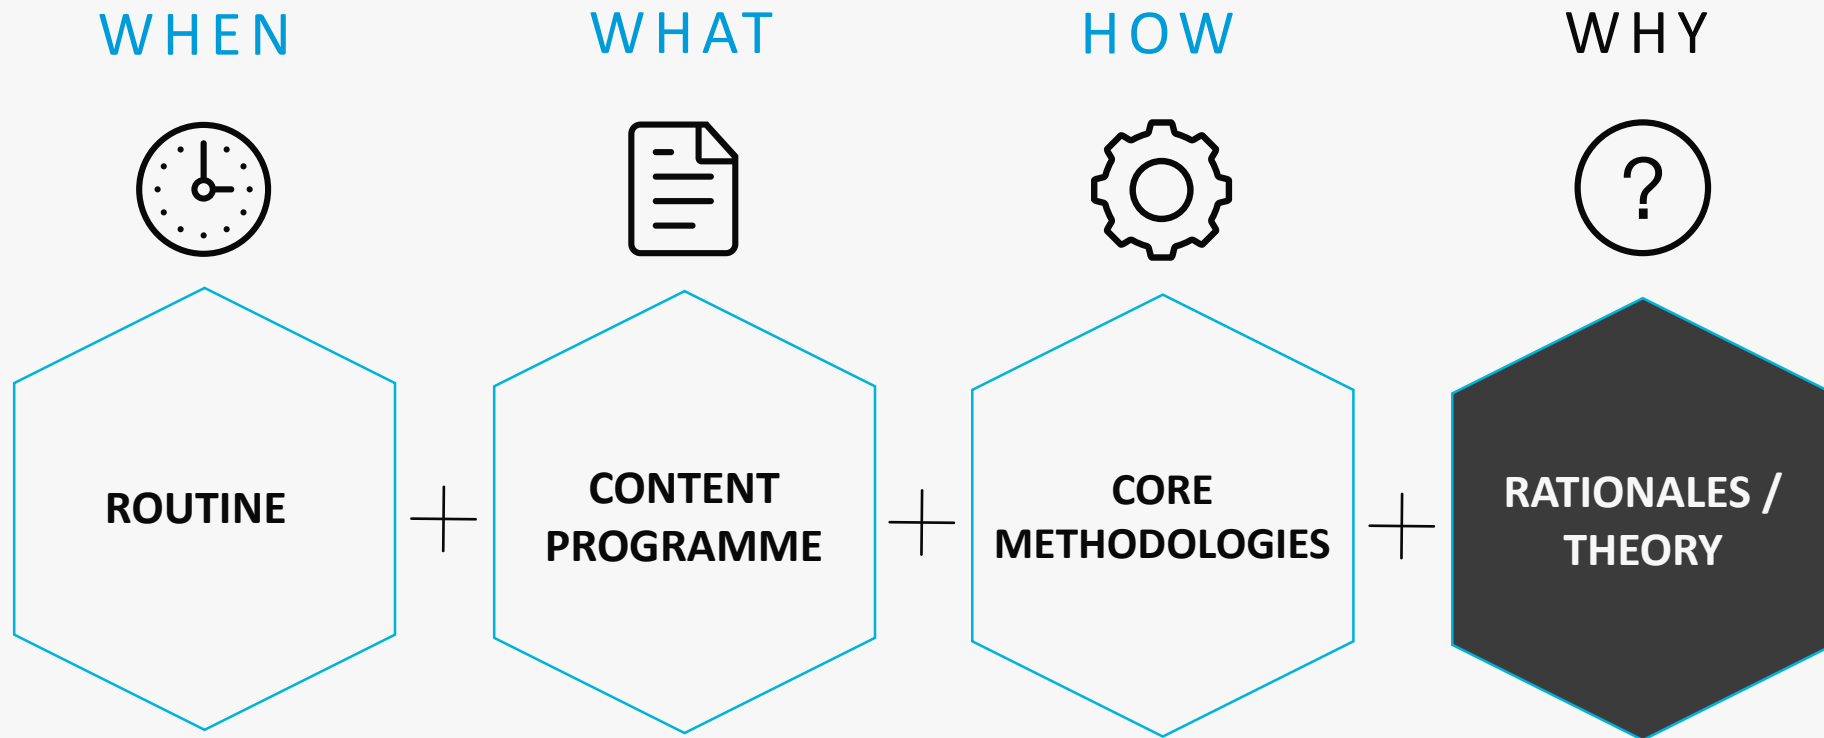 WHEN
WHAT
HOW
WHY
?
ROUTINE
CONTENT
PROGRAMME
CORE
METHODOLOGIES
RATIONALES /
THEORY